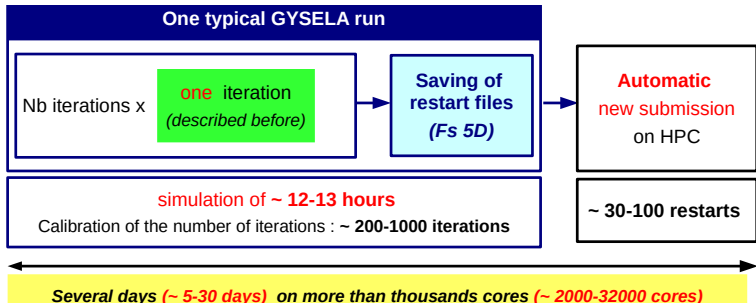 One typical GYSELA run
Nb iterations x
one iteration
(described before)
Saving of
restart files
(Fs 5D)
Automatic
new submission
on HPC
simulation of ~ 12-13 hours
Calibration of the number of iterations : ~ 200-1000 iterations
~ 30-100 restarts
Several days (~ 5-30 days) on more than thousands cores (~ 2000-32000 cores)